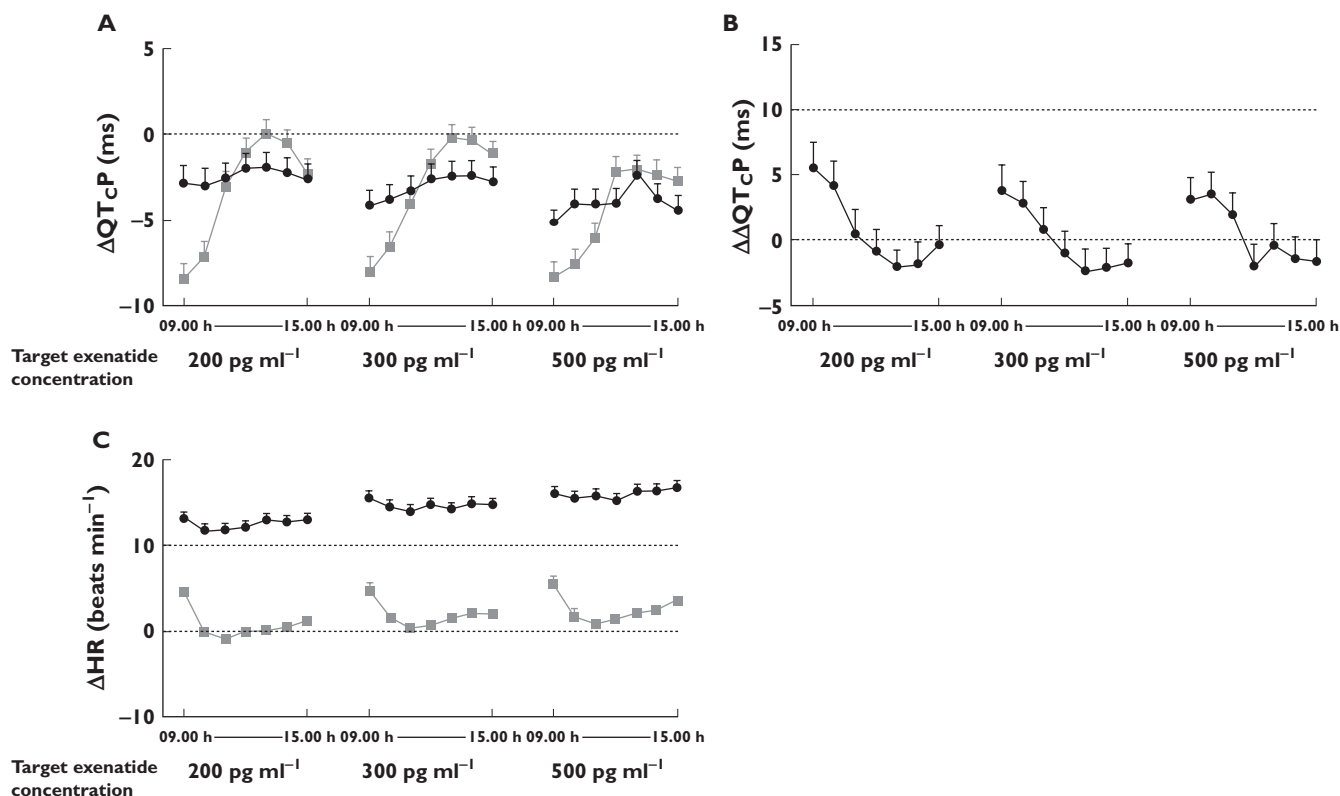 A
5
0
−5
−10
ΔQTcP (ms)
09.00 h 15.00 h 09.00 h 15.00 h 09.00 h 15.00 h
Target exenatide
concentration
200 pg ml⁻¹ 300 pg ml⁻¹ 500 pg ml⁻¹
B
15
10
5
0
−5
ΔΔQTcP (ms)
09.00 h 15.00 h 09.00 h 15.00 h 09.00 h 15.00 h
200 pg ml⁻¹ 300 pg ml⁻¹ 500 pg ml⁻¹
C
20
10
0
−10
ΔHR (beats min⁻¹)
09.00 h 15.00 h 09.00 h 15.00 h 09.00 h 15.00 h
Target exenatide
concentration
200 pg ml⁻¹ 300 pg ml⁻¹ 500 pg ml⁻¹